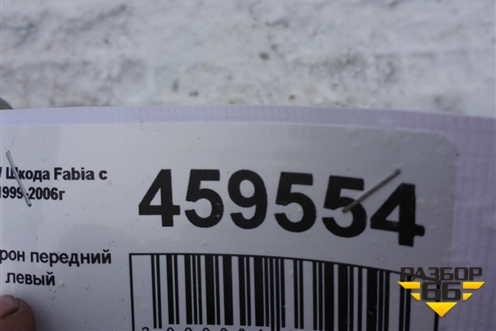 Шкода Fabia с
1999-2006г
459554
рон передний
левый
РАЗБОР
66